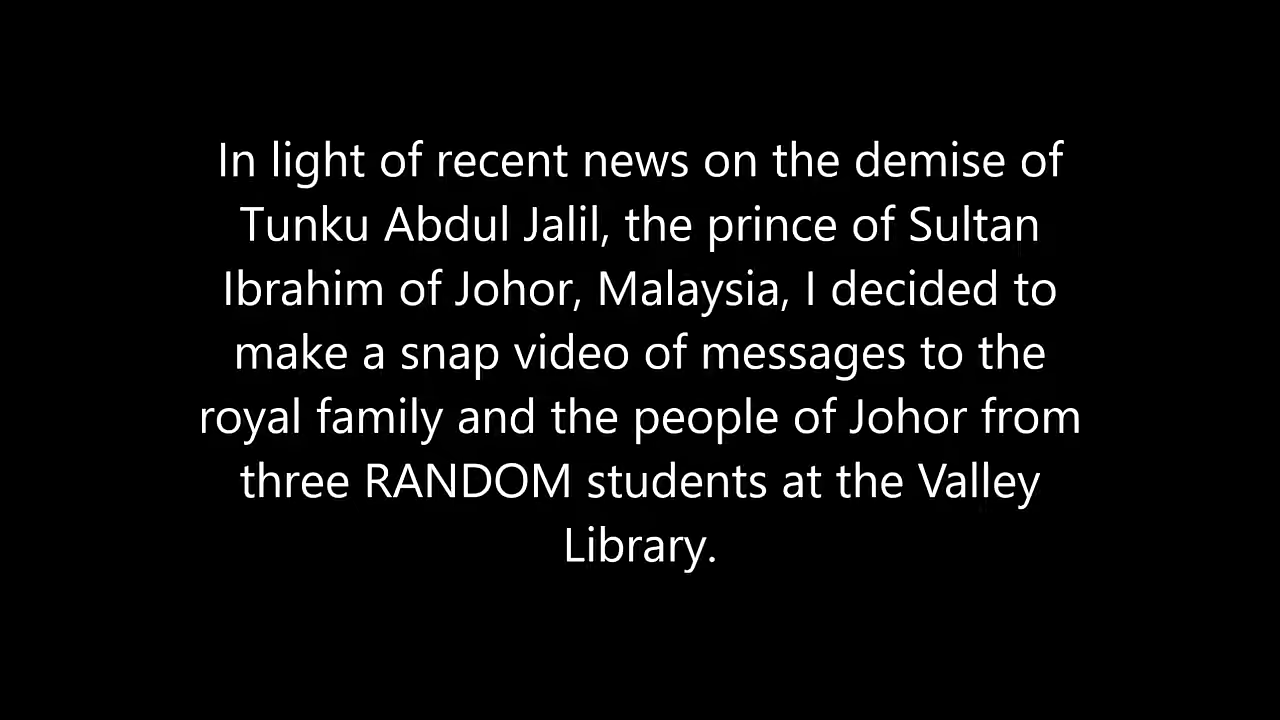 In light of recent news on the demise of
Tunku Abdul Jalil, the prince of Sultan
Ibrahim of Johor, Malaysia, I decided to
make a snap video of messages to the
royal family and the people of Johor from
three RANDOM students at the Valley
Library.